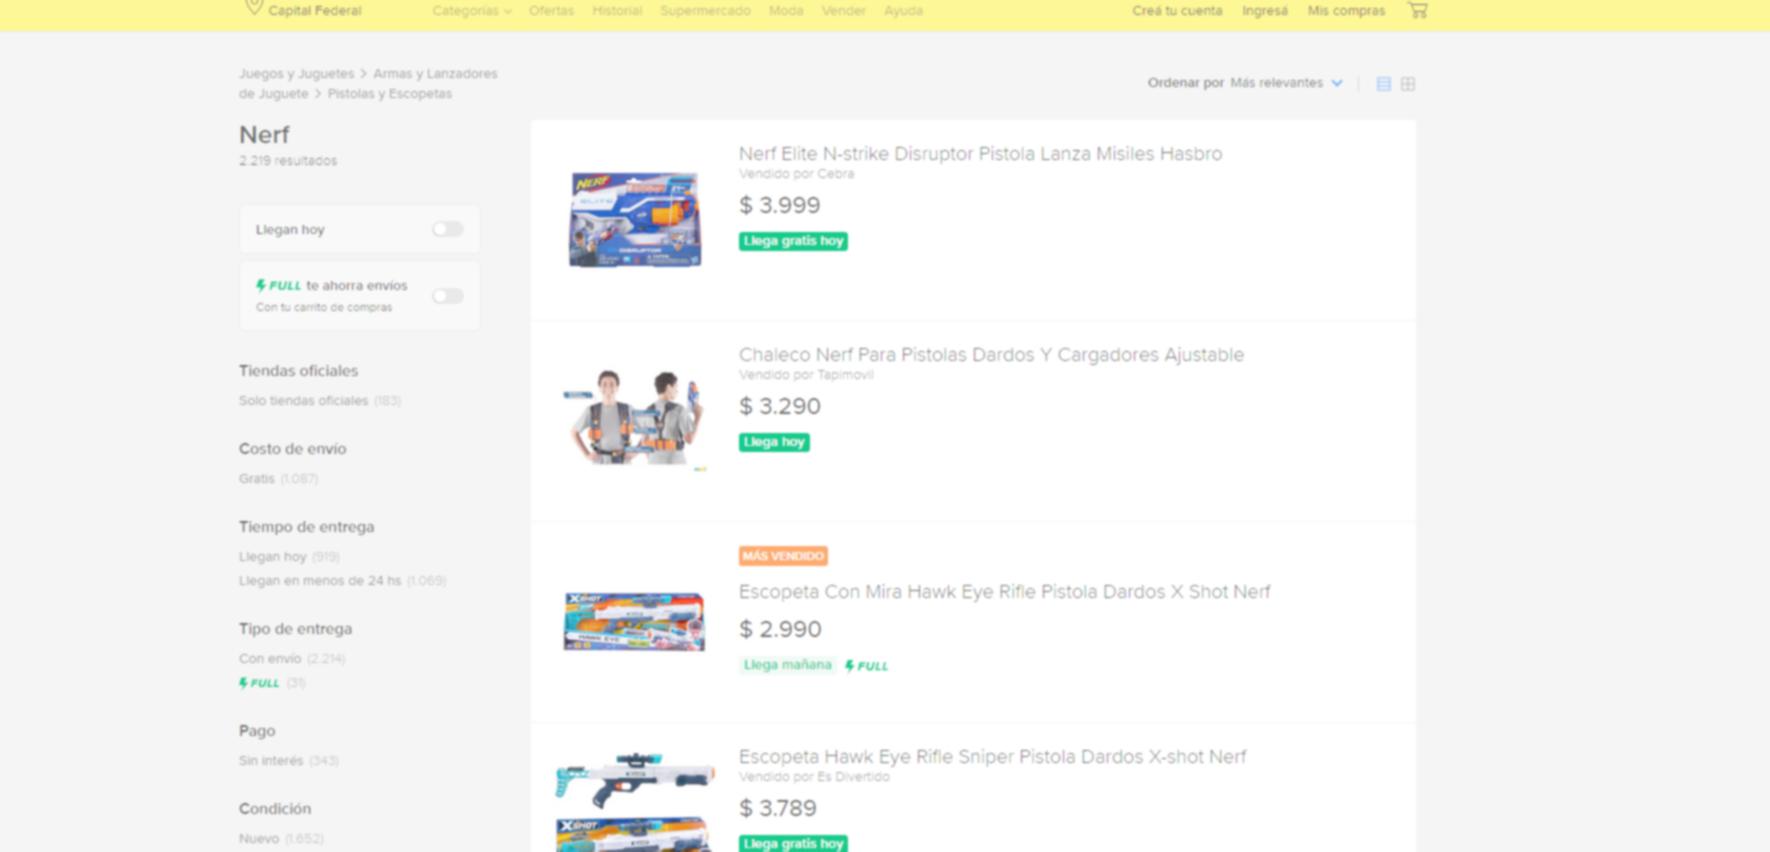 Capital Federal
Categorías Ofertas Historial Supermercado Moda Vender Ayuda
Creá tu cuenta Ingresá Mis compras
Juegos y Juguetes > Armas y Lanzadores
de Juguete > Pistolas y Escopetas
Ordenar por Más relevantes
Nerf
2.219 resultados
Llegan hoy
FULL te ahorra envíos
Con tu carrito de compras
Tiendas oficiales
Solo tiendas oficiales (183)
Costo de envío
Gratis (1.087)
Tiempo de entrega
Llegan hoy (919)
Llegan en menos de 24 hs (1.069)
Tipo de entrega
Con envío (2.214)
FULL (31)
Pago
Sin interés (343)
Condición
Nuevo (1.652)
NERF
ELITE
DISRUPTOR
Nerf Elite N-strike Disruptor Pistola Lanza Misiles Hasbro
Vendido por Cebra
$ 3.999
Llega gratis hoy
Chaleco Nerf Para Pistolas Dardos Y Cargadores Ajustable
Vendido por Tapimovil
$ 3.290
Llega hoy
MÁS VENDIDO
X SHOT
HAWK EYE
Escopeta Con Mira Hawk Eye Rifle Pistola Dardos X Shot Nerf
$ 2.990
Llega mañana FULL
X SHOT
Escopeta Hawk Eye Rifle Sniper Pistola Dardos X-shot Nerf
Vendido por Es Divertido
$ 3.789
Llega gratis hoy